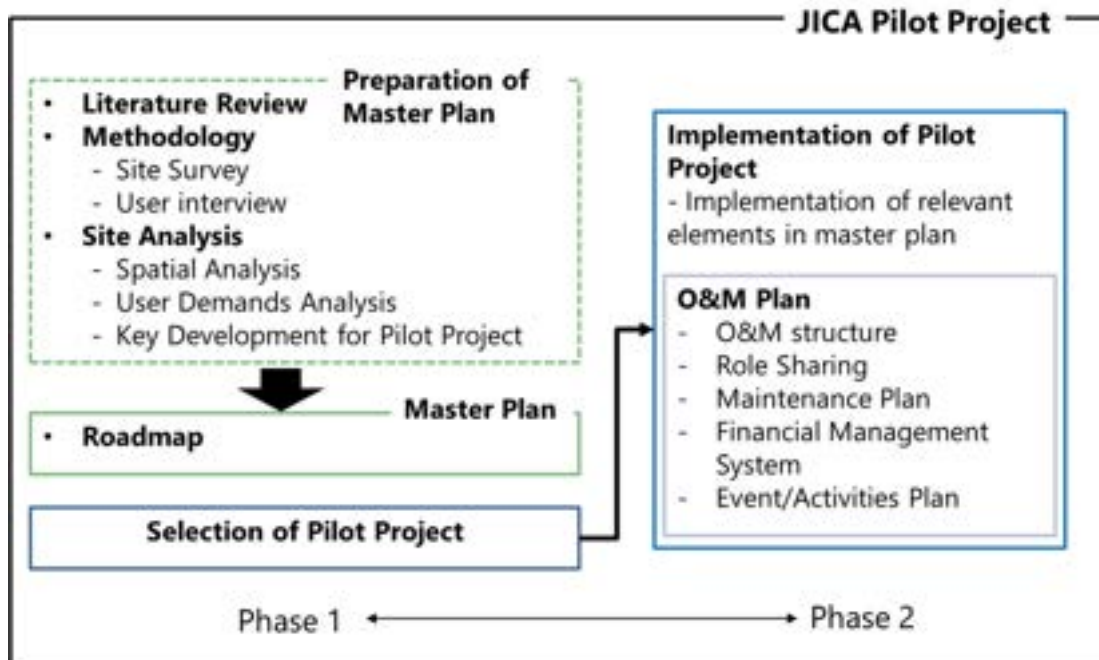 JICA Pilot Project
Preparation of
Master Plan
• Literature Review
• Methodology
- Site Survey
- User interview
• Site Analysis
- Spatial Analysis
- User Demands Analysis
- Key Development for Pilot Project
Master Plan
• Roadmap
Selection of Pilot Project
Implementation of Pilot
Project
- Implementation of relevant
elements in master plan
O&M Plan
- O&M structure
- Role Sharing
- Maintenance Plan
- Financial Management
System
- Event/Activities Plan
Phase 1
Phase 2